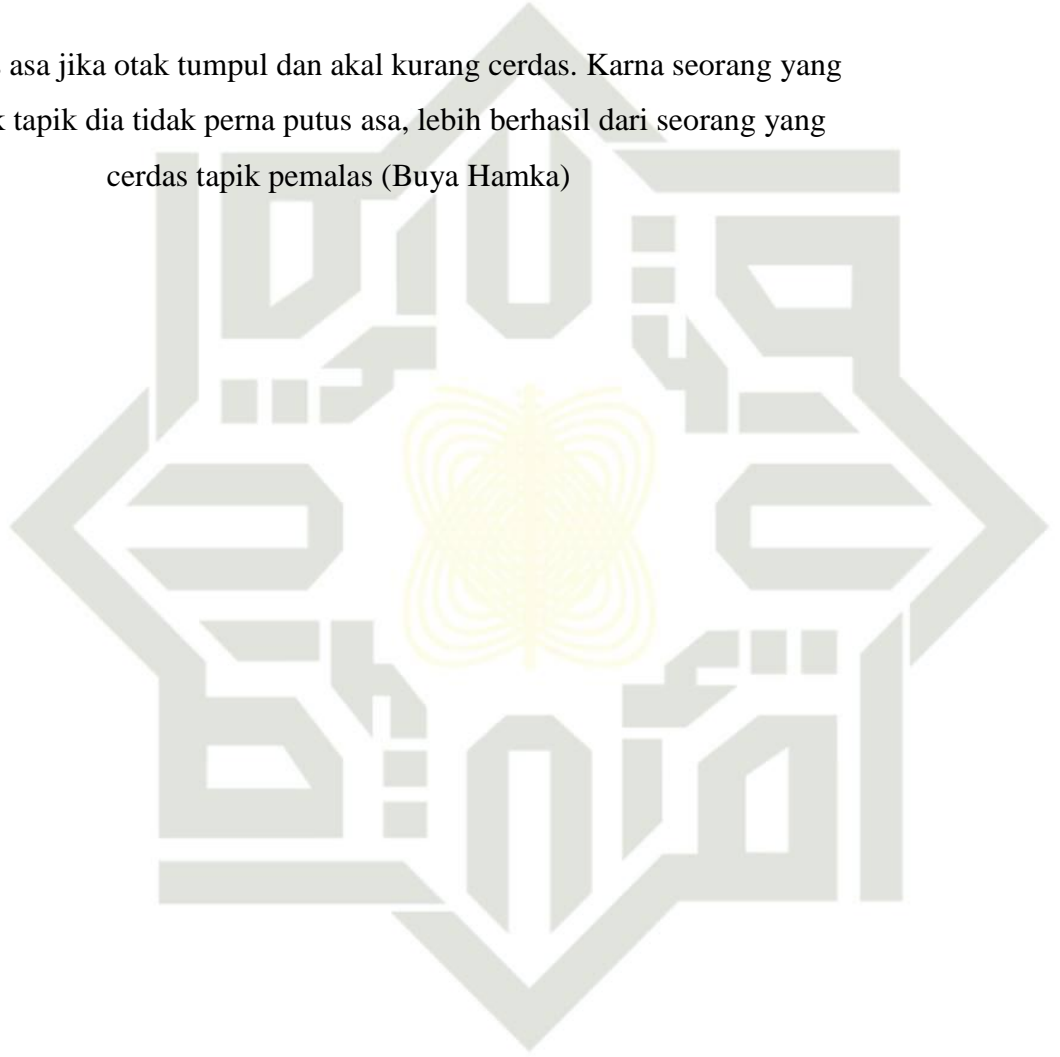 asa jika otak tumpul dan akal kurang cerdas. Karna seorang yang
tapik dia tidak perna putus asa, lebih berhasil dari seorang yang
cerdas tapik pemalas (Buya Hamka)